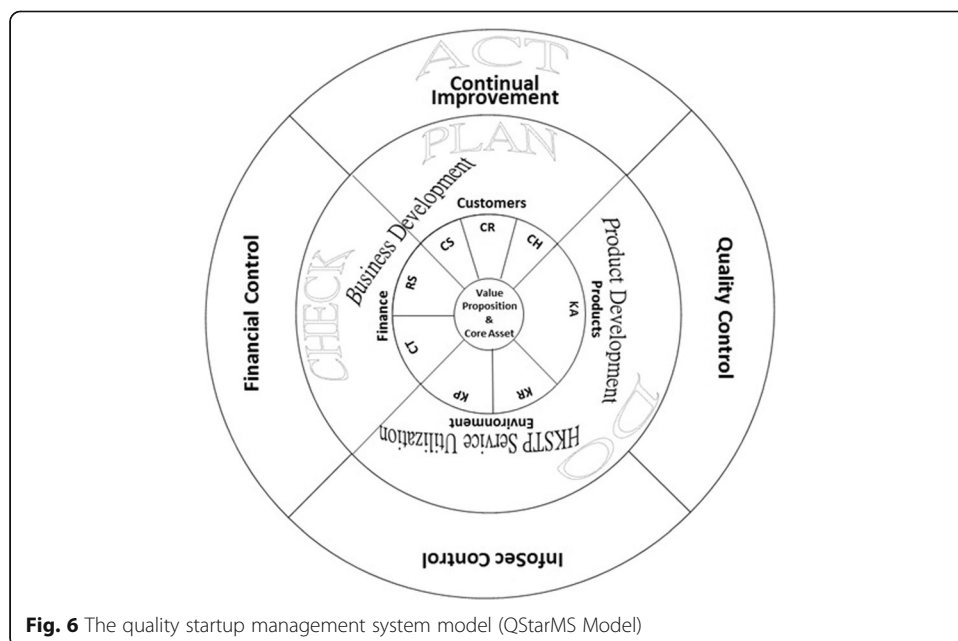 ACT
Continual
Improvement
PLAN
Business Development
Customers
CS
CR
CH
Product Development
Products
KA
Quality Control
Financial Control
CHECK
Finance
RS
CT
Value
Proposition
&
Core Asset
KP
KR
Environment
HKSTP Service Utilization
DO
InfoSec Control
Fig. 6 The quality startup management system model (QStarMS Model)